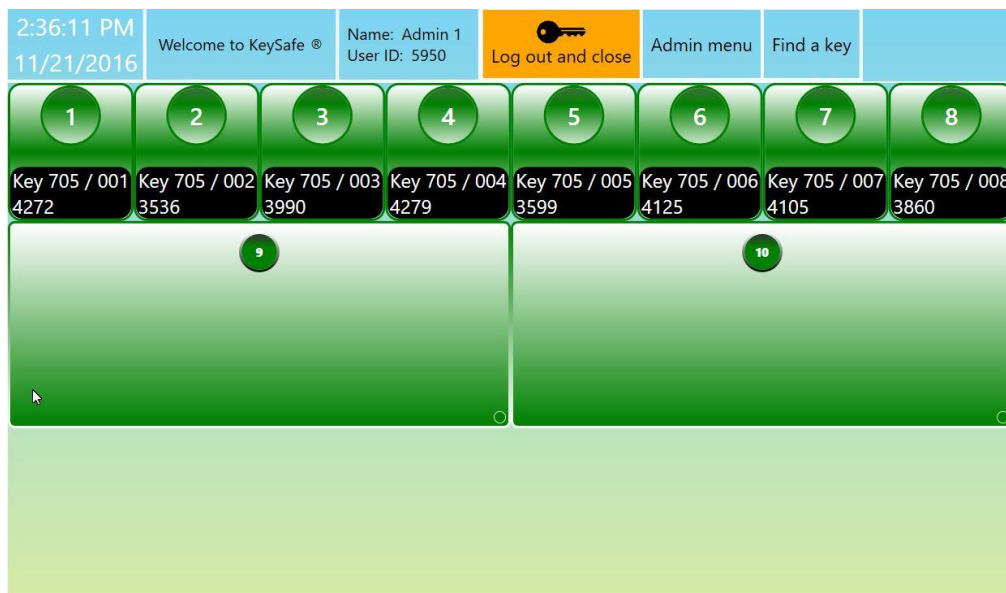 2:36:11 PM
11/21/2016
Welcome to KeySafe ®
Name: Admin 1
User ID: 5950
Log out and close
Admin menu
Find a key
1
2
3
4
5
6
7
8
Key 705 / 001
4272
Key 705 / 002
3536
Key 705 / 003
3990
Key 705 / 004
4279
Key 705 / 005
3599
Key 705 / 006
4125
Key 705 / 007
4105
Key 705 / 008
3860
9
10